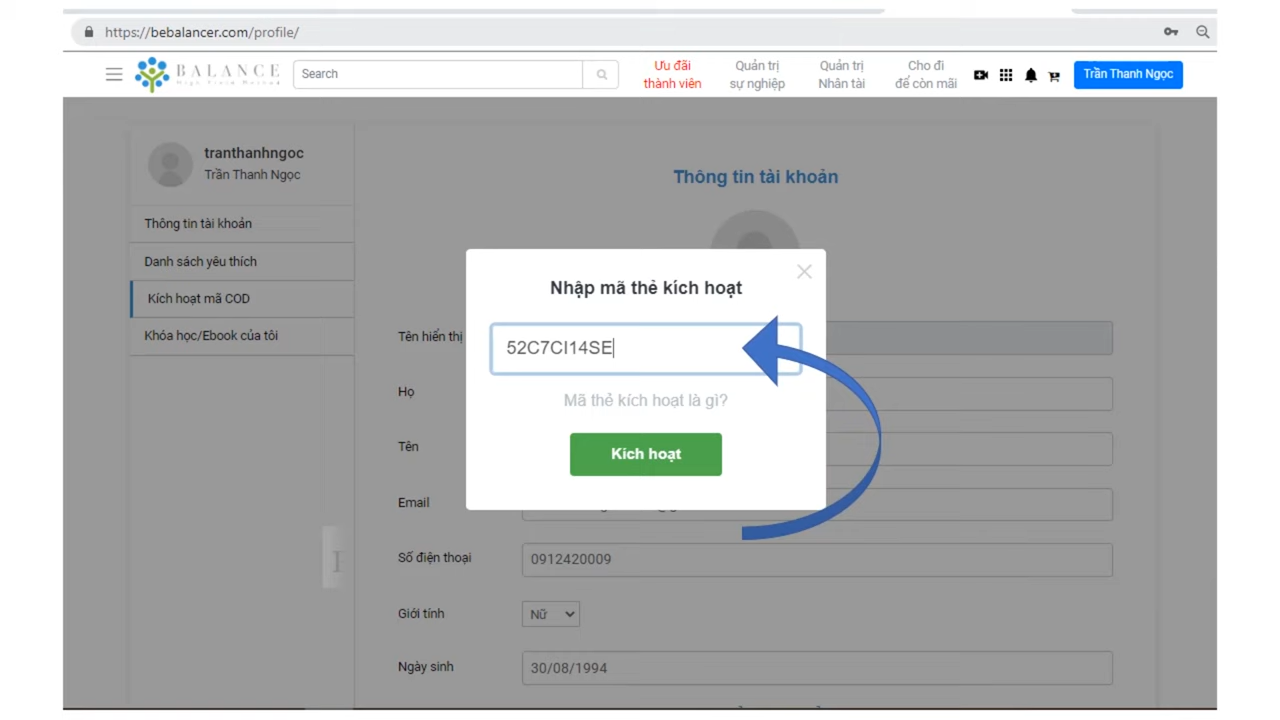 https://bebalancer.com/profile/
BALANCE
Search
Ưu đãi
thành viên
Quản trị
sự nghiệp
Quản trị
Nhân tài
Cho đi
để còn mãi
Trần Thanh Ngọc
tranthanhngoc
Trần Thanh Ngọc
Thông tin tài khoản
Danh sách yêu thích
Kích hoạt mã COD
Khóa học/Ebook của tôi
Thông tin tài khoản
Nhập mã thẻ kích hoạt
52C7CI14SE
Mã thẻ kích hoạt là gì?
Kích hoạt
Tên hiển thị
Họ
Tên
Email
Số điện thoại
0912420009
Giới tính
Nữ
Ngày sinh
30/08/1994